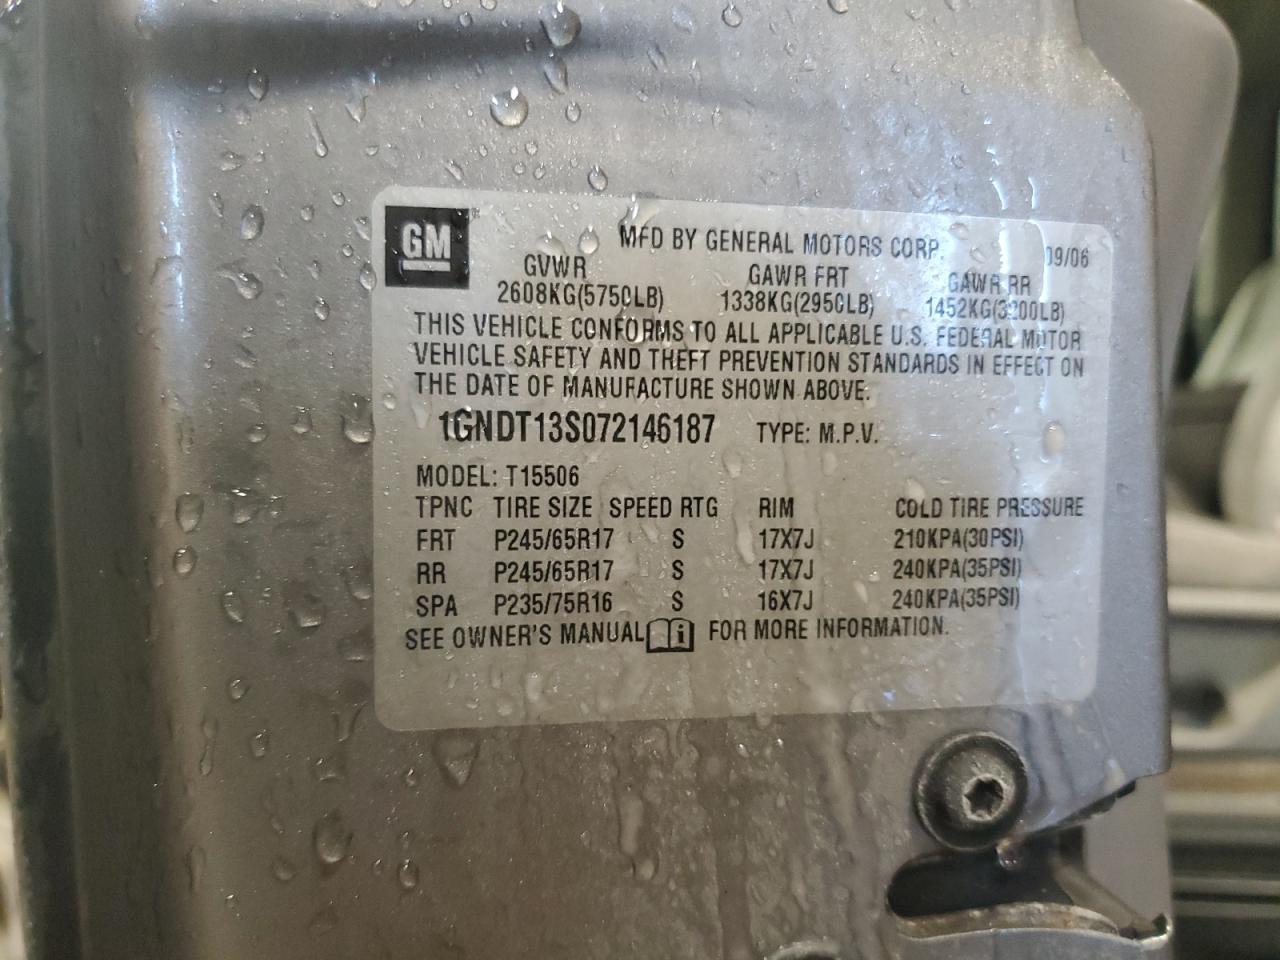 GM
MFD BY GENERAL MOTORS CORP. 09/06
GVWR GAWR FRT GAWR RR
2608KG(5750LB) 1338KG(2950LB) 1452KG(3200LB)
THIS VEHICLE CONFORMS TO ALL APPLICABLE U.S. FEDERAL MOTOR
VEHICLE SAFETY AND THEFT PREVENTION STANDARDS IN EFFECT ON
THE DATE OF MANUFACTURE SHOWN ABOVE.
1GNDT13S072146187 TYPE: M.P.V.
MODEL: T15506
TPNC TIRE SIZE SPEED RTG RIM COLD TIRE PRESSURE
FRT P245/65R17 S 17X7J 210KPA(30PSI)
RR P245/65R17 S 17X7J 240KPA(35PSI)
SPA P235/75R16 S 16X7J 240KPA(35PSI)
SEE OWNER'S MANUAL FOR MORE INFORMATION.